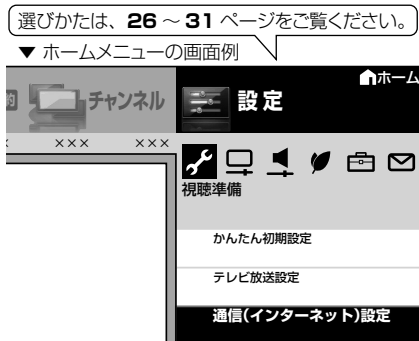 選びかたは、26～31ページをご覧ください。
▼ ホームメニューの画面例
ホーム
チャンネル
設定
××× ×××
視聴準備
かんたん初期設定
テレビ放送設定
通信(インターネット)設定